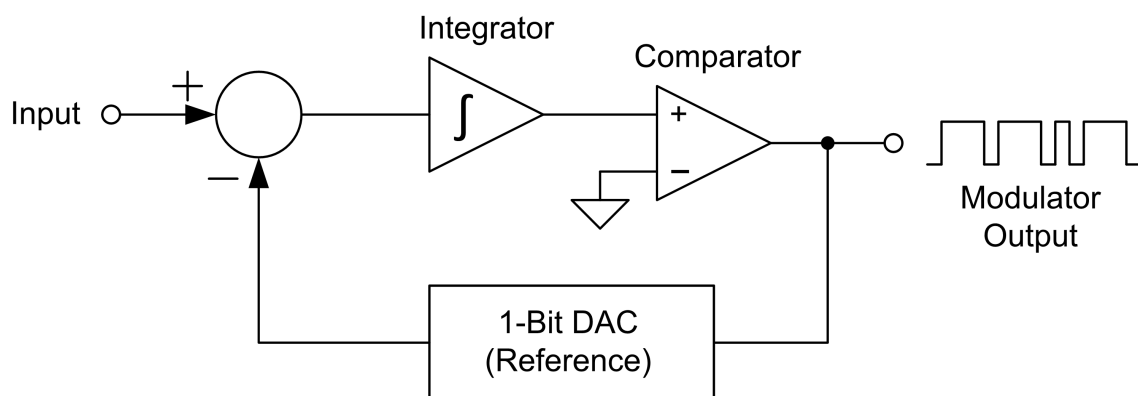 Integrator
Comparator
Input
+
−
∫
+
−
Modulator
Output
1-Bit DAC
(Reference)